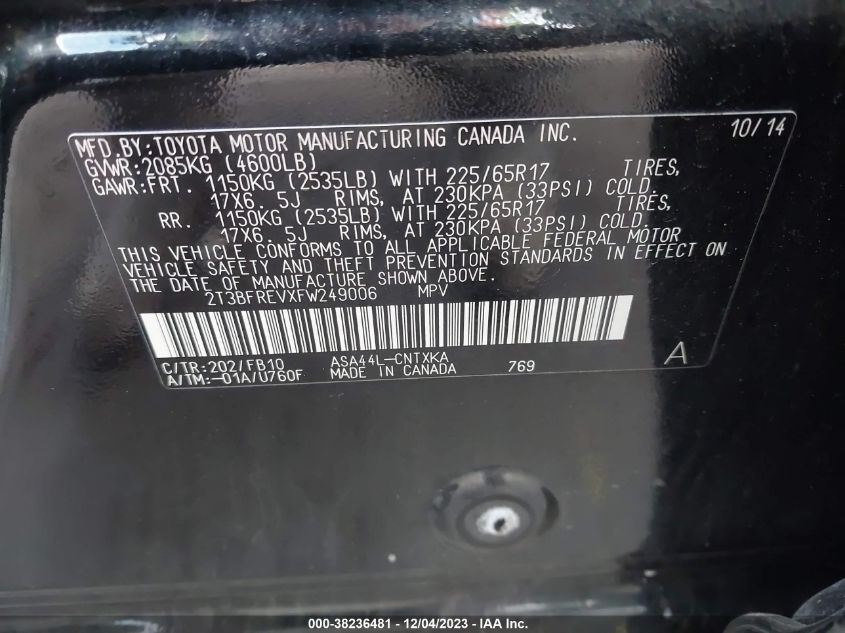 MFD.BY:TOYOTA MOTOR MANUFACTURING CANADA INC. 10/14
GVWR:2085KG (4600LB)
GAWR:FRT. 1150KG (2535LB) WITH 225/65R17 TIRES,
17X6. 5J RIMS, AT 230KPA (33PSI) COLD.
RR. 1150KG (2535LB) WITH 225/65R17 TIRES,
17X6. 5J RIMS, AT 230KPA (33PSI) COLD.
THIS VEHICLE CONFORMS TO ALL APPLICABLE FEDERAL MOTOR
VEHICLE SAFETY AND THEFT PREVENTION STANDARDS IN EFFECT ON
THE DATE OF MANUFACTURE SHOWN ABOVE.
2T3BFREVXFW249006 MPV
C/TR:202/FB10 ASA44L-CNTXKA A
A/TM:-01A/U760F MADE IN CANADA 769
000-38236481 - 12/04/2023 - IAA Inc.